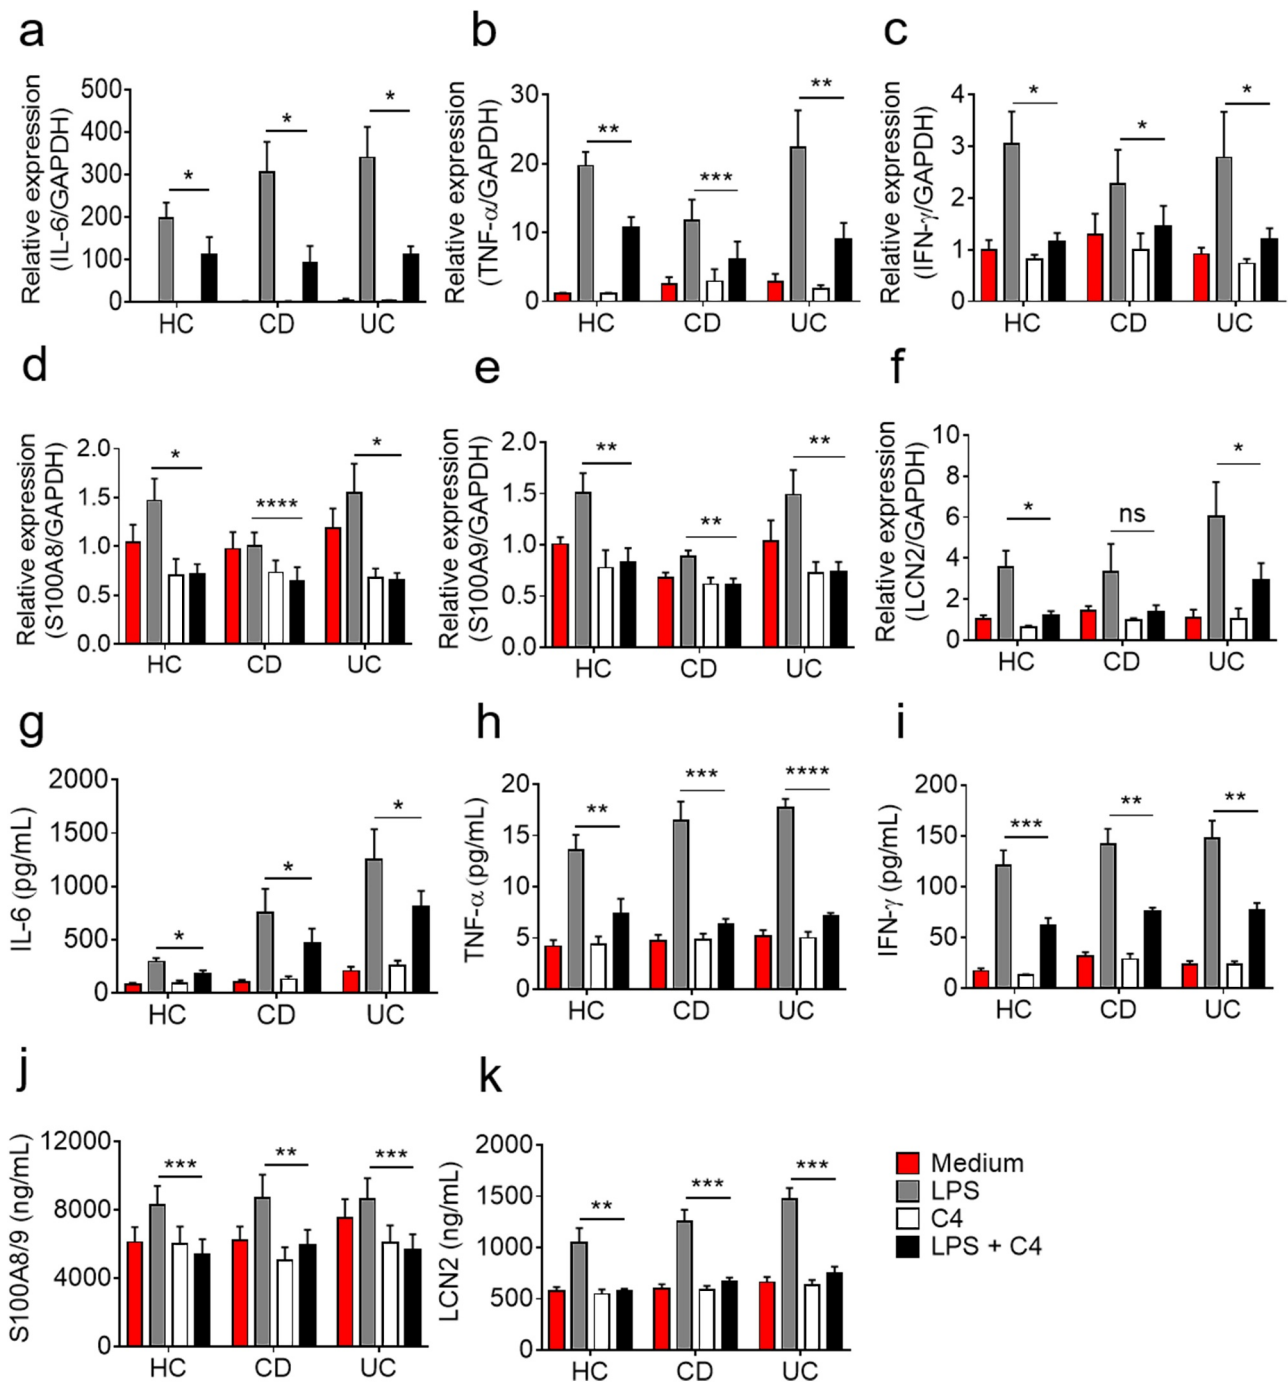 a
Relative expression
(IL-6/GAPDH)
500
400
300
200
100
0
*
*
*
HC CD UC
b
Relative expression
(TNF-α/GAPDH)
30
20
10
0
**
***
**
HC CD UC
c
Relative expression
(IFN-γ/GAPDH)
4
3
2
1
0
*
*
*
HC CD UC
d
Relative expression
(S100A8/GAPDH)
2.0
1.5
1.0
0.5
0.0
*
****
*
HC CD UC
e
Relative expression
(S100A9/GAPDH)
2.0
1.5
1.0
0.5
0.0
**
**
**
HC CD UC
f
Relative expression
(LCN2/GAPDH)
10
8
6
4
2
0
*
ns
*
HC CD UC
g
IL-6 (pg/mL)
2000
1500
1000
500
0
*
*
*
HC CD UC
h
TNF-α (pg/mL)
20
15
10
5
0
**
***
****
HC CD UC
i
IFN-γ (pg/mL)
200
150
100
50
0
***
**
**
HC CD UC
j
S100A8/9 (ng/mL)
12000
8000
4000
0
***
**
***
HC CD UC
k
LCN2 (ng/mL)
2000
1500
1000
500
0
**
***
***
HC CD UC
Medium
LPS
C4
LPS + C4